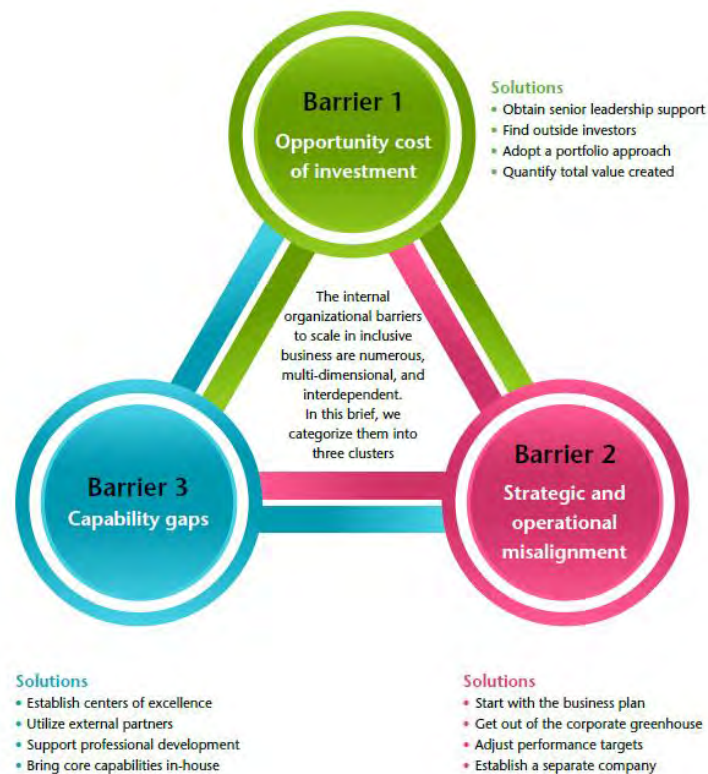 Barrier 1
Opportunity cost
of investment
Solutions
• Obtain senior leadership support
• Find outside investors
• Adopt a portfolio approach
• Quantify total value created
The internal
organizational barriers
to scale in inclusive
business are numerous,
multi-dimensional, and
interdependent.
In this brief, we
categorize them into
three clusters
Barrier 2
Strategic and
operational
misalignment
Barrier 3
Capability gaps
Solutions
• Establish centers of excellence
• Utilize external partners
• Support professional development
• Bring core capabilities in-house
Solutions
• Start with the business plan
• Get out of the corporate greenhouse
• Adjust performance targets
• Establish a separate company